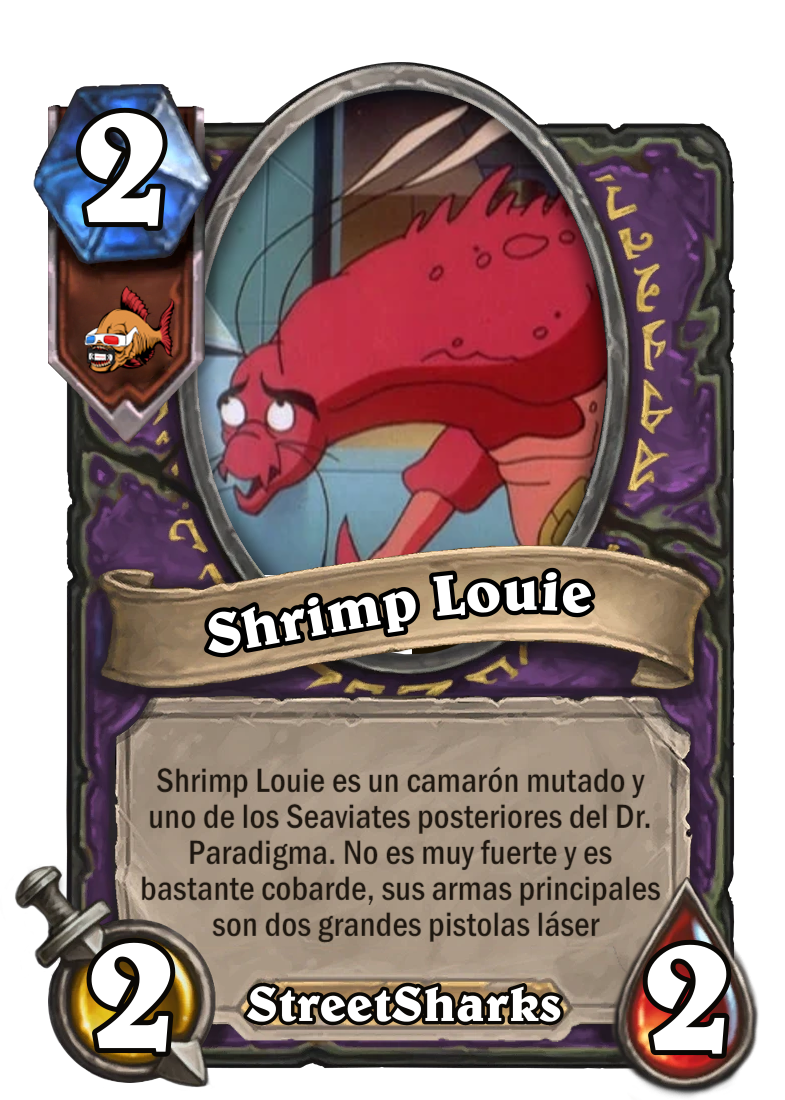 2
Shrimp Louie
Shrimp Louie es un camarón mutado y
uno de los Seaviates posteriores del Dr.
Paradigma. No es muy fuerte y es
bastante cobarde, sus armas principales
son dos grandes pistolas láser
2
StreetSharks
2